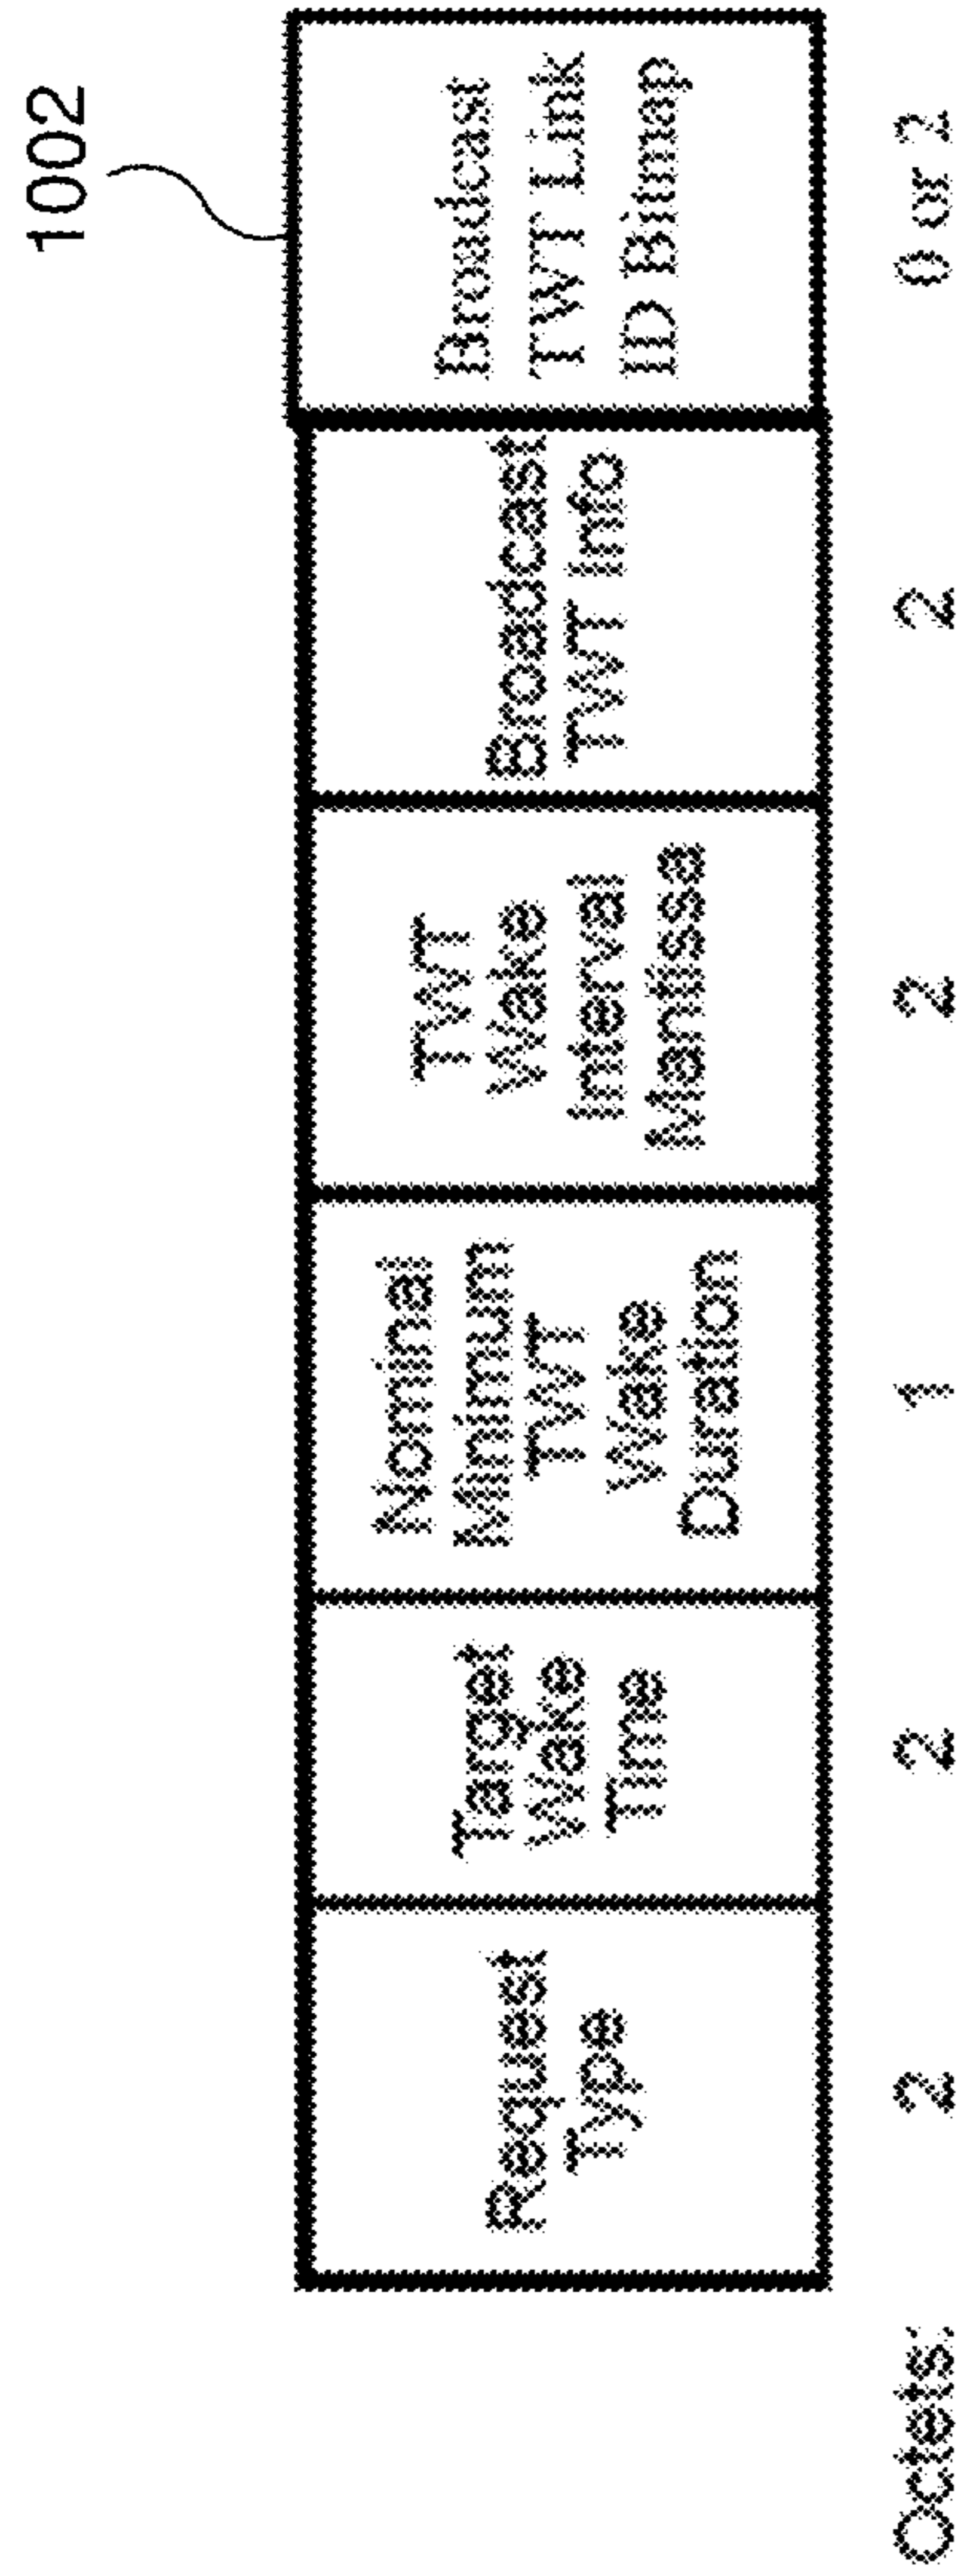 1002
Request
Type
Target
Wake
Time
Nominal
Minimum
TWT
Wake
Duration
TWT
Wake
Interval
Mantissa
Broadcast
TWT Info
Broadcast
TWT Link
ID Bitmap
Octets: 2 2 1 2 2 0 or 2